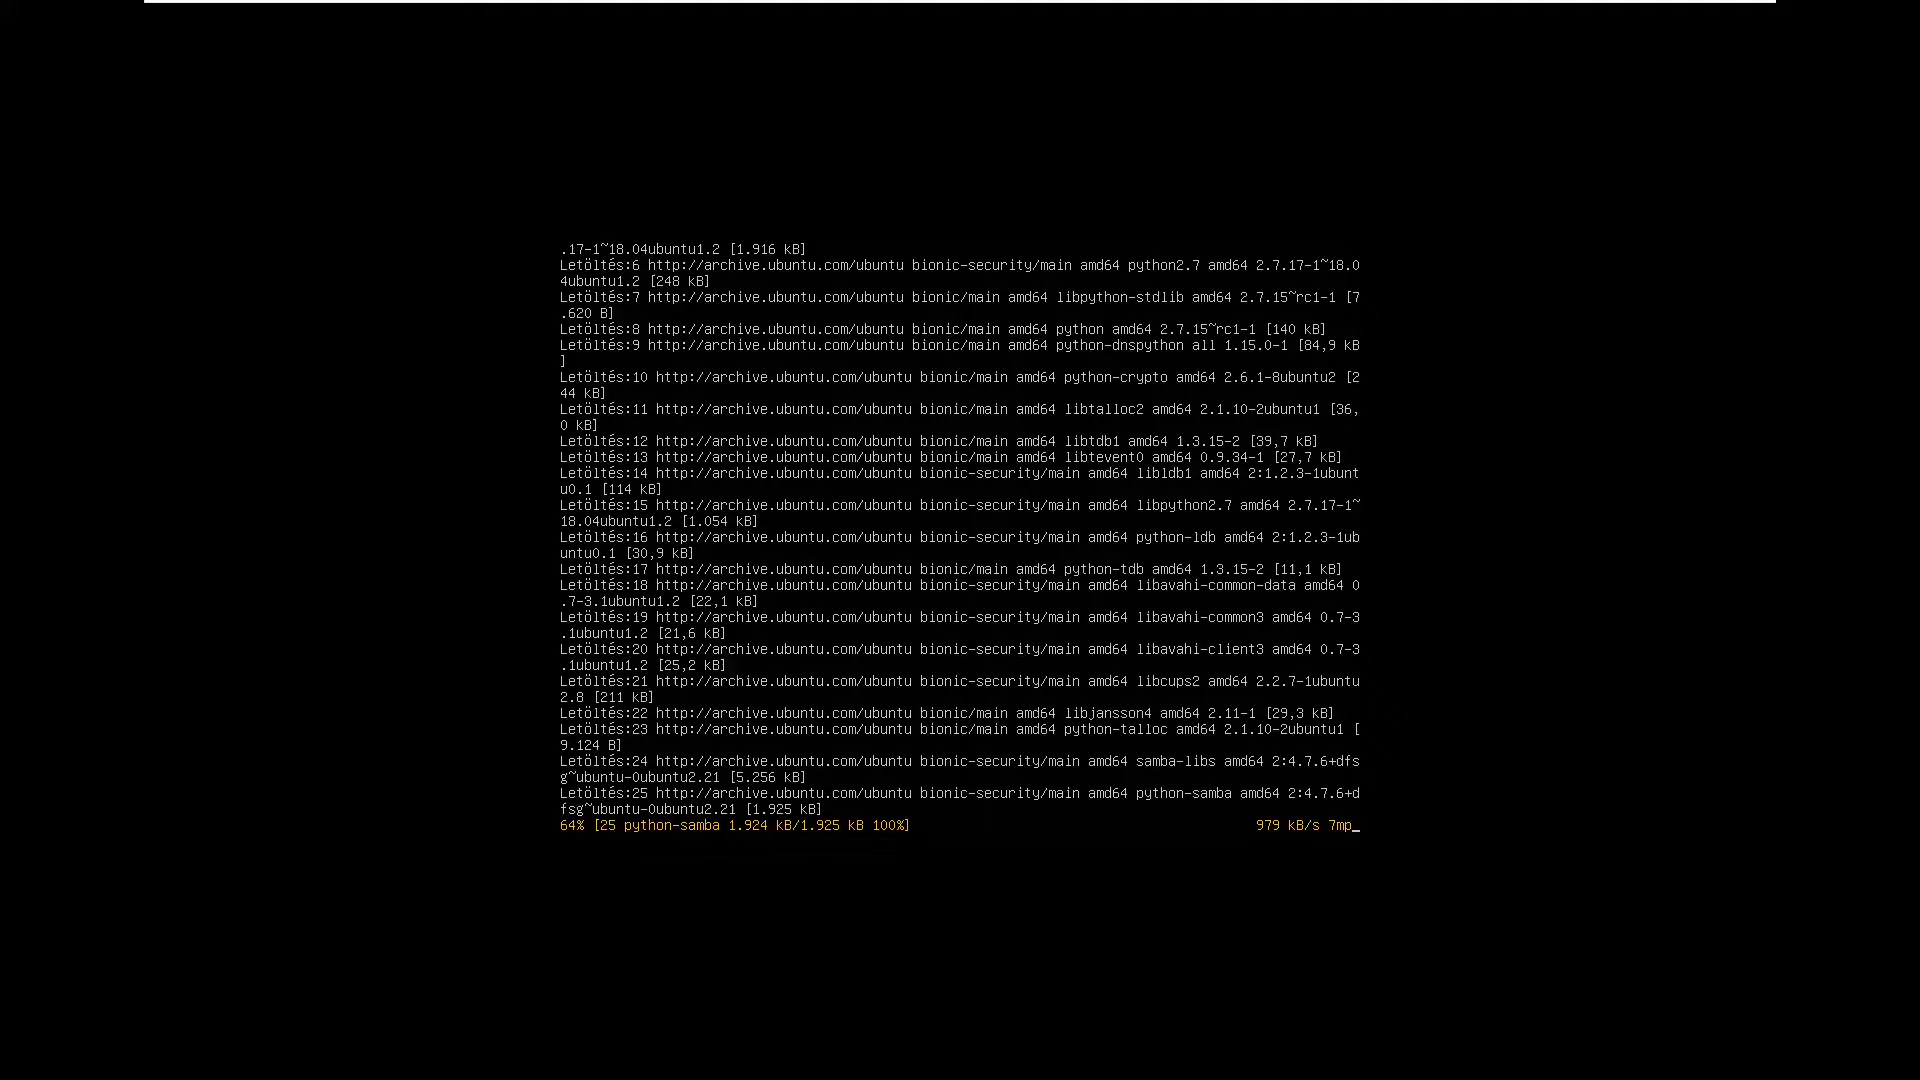 .17-1~18.04ubuntu1.2 [1.916 kB]
Letöltés:6 http://archive.ubuntu.com/ubuntu bionic-security/main amd64 python2.7 amd64 2.7.17-1~18.0
4ubuntu1.2 [248 kB]
Letöltés:7 http://archive.ubuntu.com/ubuntu bionic/main amd64 libpython-stdlib amd64 2.7.15~rc1-1 [7
.620 B]
Letöltés:8 http://archive.ubuntu.com/ubuntu bionic/main amd64 python amd64 2.7.15~rc1-1 [140 kB]
Letöltés:9 http://archive.ubuntu.com/ubuntu bionic/main amd64 python-dnspython all 1.15.0-1 [84,9 kB
]
Letöltés:10 http://archive.ubuntu.com/ubuntu bionic/main amd64 python-crypto amd64 2.6.1-8ubuntu2 [2
44 kB]
Letöltés:11 http://archive.ubuntu.com/ubuntu bionic/main amd64 libtalloc2 amd64 2.1.10-2ubuntu1 [36,
0 kB]
Letöltés:12 http://archive.ubuntu.com/ubuntu bionic/main amd64 libtdb1 amd64 1.3.15-2 [39,7 kB]
Letöltés:13 http://archive.ubuntu.com/ubuntu bionic/main amd64 libtevent0 amd64 0.9.34-1 [27,7 kB]
Letöltés:14 http://archive.ubuntu.com/ubuntu bionic-security/main amd64 libldb1 amd64 2:1.2.3-1ubunt
u0.1 [114 kB]
Letöltés:15 http://archive.ubuntu.com/ubuntu bionic-security/main amd64 libpython2.7 amd64 2.7.17-1~
18.04ubuntu1.2 [1.054 kB]
Letöltés:16 http://archive.ubuntu.com/ubuntu bionic-security/main amd64 python-ldb amd64 2:1.2.3-1ub
untu0.1 [30,9 kB]
Letöltés:17 http://archive.ubuntu.com/ubuntu bionic/main amd64 python-tdb amd64 1.3.15-2 [11,1 kB]
Letöltés:18 http://archive.ubuntu.com/ubuntu bionic-security/main amd64 libavahi-common-data amd64 0
.7-3.1ubuntu1.2 [22,1 kB]
Letöltés:19 http://archive.ubuntu.com/ubuntu bionic-security/main amd64 libavahi-common3 amd64 0.7-3
.1ubuntu1.2 [21,6 kB]
Letöltés:20 http://archive.ubuntu.com/ubuntu bionic-security/main amd64 libavahi-client3 amd64 0.7-3
.1ubuntu1.2 [25,2 kB]
Letöltés:21 http://archive.ubuntu.com/ubuntu bionic-security/main amd64 libcups2 amd64 2.2.7-1ubuntu
2.8 [211 kB]
Letöltés:22 http://archive.ubuntu.com/ubuntu bionic/main amd64 libjansson4 amd64 2.11-1 [29,3 kB]
Letöltés:23 http://archive.ubuntu.com/ubuntu bionic/main amd64 python-talloc amd64 2.1.10-2ubuntu1 [
9.124 B]
Letöltés:24 http://archive.ubuntu.com/ubuntu bionic-security/main amd64 samba-libs amd64 2:4.7.6+dfs
g~ubuntu-0ubuntu2.21 [5.256 kB]
Letöltés:25 http://archive.ubuntu.com/ubuntu bionic-security/main amd64 python-samba amd64 2:4.7.6+d
fsg~ubuntu-0ubuntu2.21 [1.925 kB]
64% [25 python-samba 1.924 kB/1.925 kB 100%] 979 kB/s 7mp_